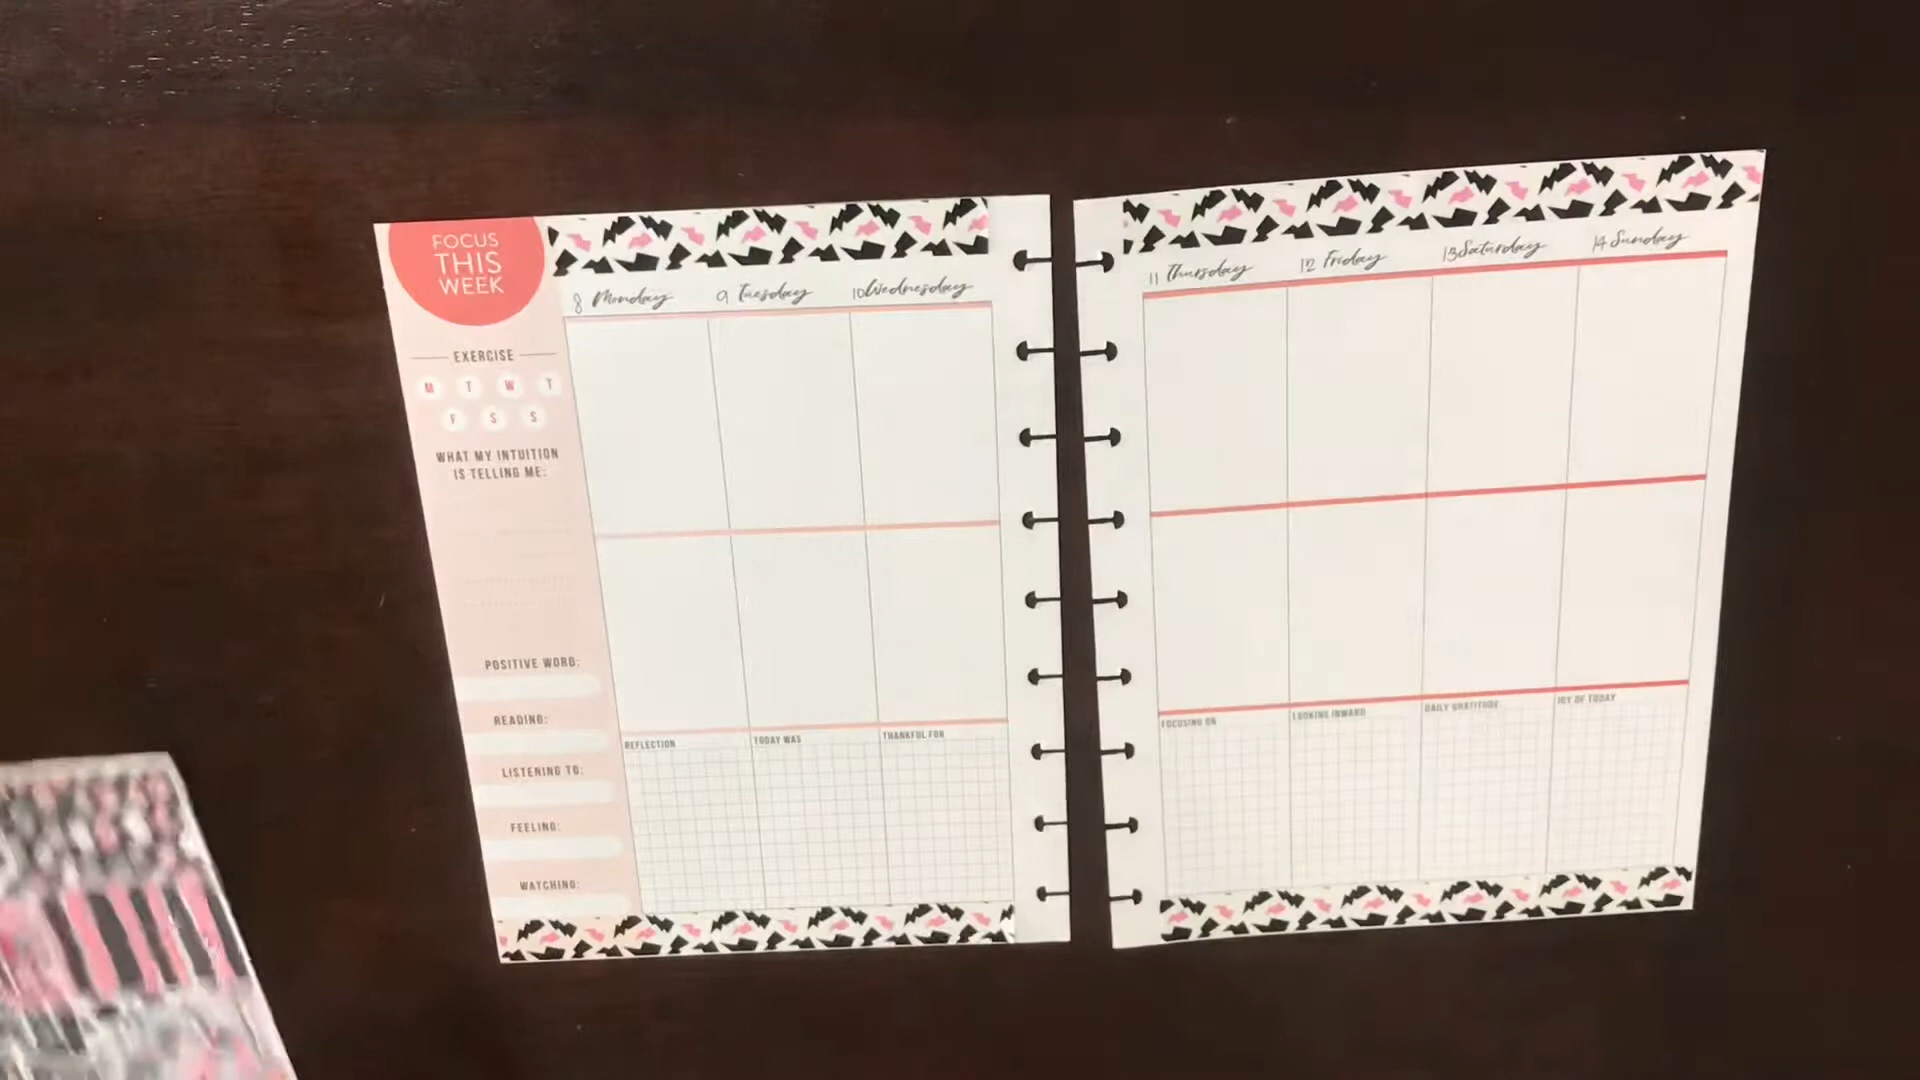 FOCUS
THIS
WEEK
EXERCISE
M T W T
F S S
WHAT MY INTUITION
IS TELLING ME:
POSITIVE WORD:
READING:
LISTENING TO:
FEELING:
WATCHING:
8 Monday 9 Tuesday 10 Wednesday
REFLECTION TODAY WAS THANKFUL FOR
11 Thursday 12 Friday 13 Saturday 14 Sunday
FOCUSING ON LOOKING INWARD DAILY GRATITUDE JOY OF TODAY